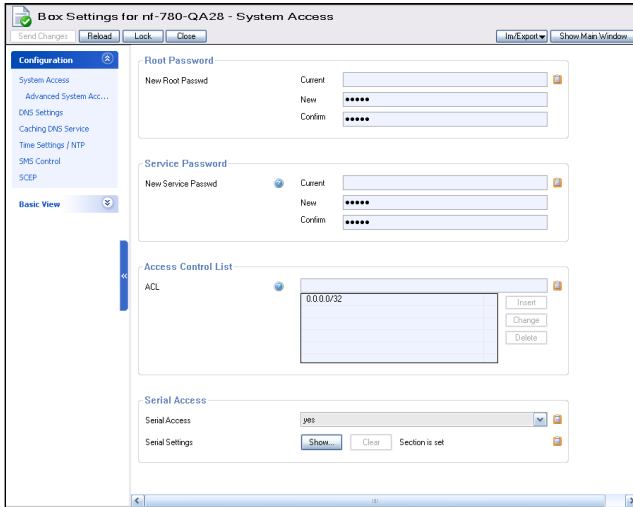 Box Settings for nf-780-QA28 - System Access
Send Changes Reload Lock Close Im/Export Show Main Window
Configuration
System Access
Advanced System Acc...
DNS Settings
Caching DNS Service
Time Settings / NTP
SMS Control
SCEP
Basic View
Root Password
New Root Passwd Current
New •••••
Confirm •••••
Service Password
New Service Passwd Current
New •••••
Confirm •••••
Access Control List
ACL
0.0.0.0/32
Insert
Change
Delete
Serial Access
Serial Access yes
Serial Settings Show... Clear Section is set